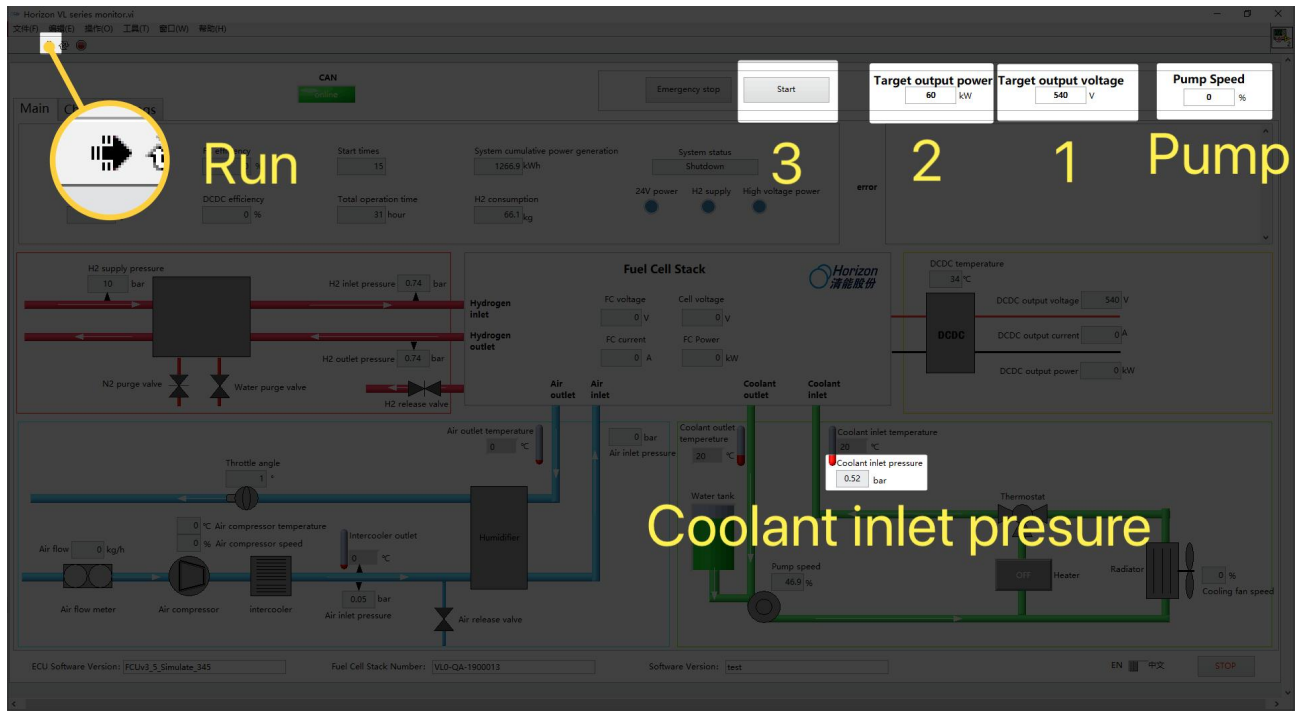 Horizon VL series monitor.vi
文件(F) 编辑(E) 操作(O) 工具(T) 窗口(W) 帮助(H)
CAN
Online
Emergency stop
Start
Target output power
60 kW
Target output voltage
540 V
Pump Speed
0 %
Main
Run
3
2
1
Pump
Start times
15
System cumulative power generation
1266.9 kWh
System status
Shutdown
DCDC efficiency
0 %
Total operation time
31 hour
H2 consumption
66.1 kg
24V power H2 supply High voltage power
error
H2 supply pressure
10 bar
H2 inlet pressure 0.74 bar
H2 outlet pressure 0.74 bar
N2 purge valve
Water purge valve
H2 release valve
Hydrogen inlet
Hydrogen outlet
Fuel Cell Stack
Horizon
清能股份
FC voltage
0 V
Cell voltage
0 V
FC current
0 A
FC Power
0 kW
Air outlet
Air inlet
Coolant outlet
Coolant inlet
DCDC temperature
34 ℃
DCDC
DCDC output voltage 540 V
DCDC output current 0 A
DCDC output power 0 kW
Air outlet temperature
0 ℃
0 bar
Air inlet pressure
Throttle angle
1 °
0 ℃ Air compressor temperature
0 % Air compressor speed
Air flow 0 kg/h
Intercooler outlet
0 ℃
Humidifier
0.05 bar
Air inlet pressure
Air flow meter
Air compressor
intercooler
Air release valve
Coolant outlet
tempereture
20 ℃
Coolant inlet temperature
20 ℃
Coolant inlet pressure
0.52 bar
Coolant inlet presure
Water tank
Thermostat
Pump speed
46.9 %
OFF
Heater
Radiator
0 %
Cooling fan speed
ECU Software Version: FCUv3_5_Simulate_345
Fuel Cell Stack Number: VL0-QA-1900013
Software Version: test
EN 中文
STOP